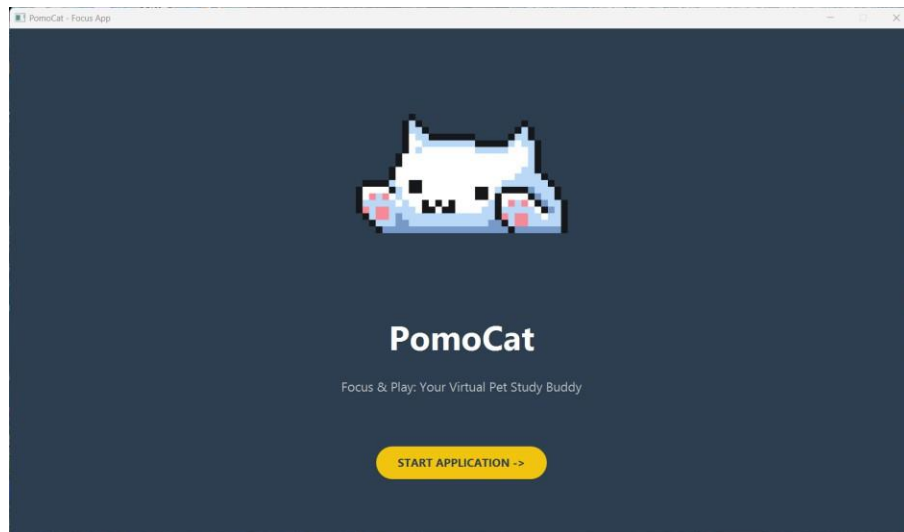 PomoCat - Focus App
PomoCat
Focus & Play: Your Virtual Pet Study Buddy
START APPLICATION ->